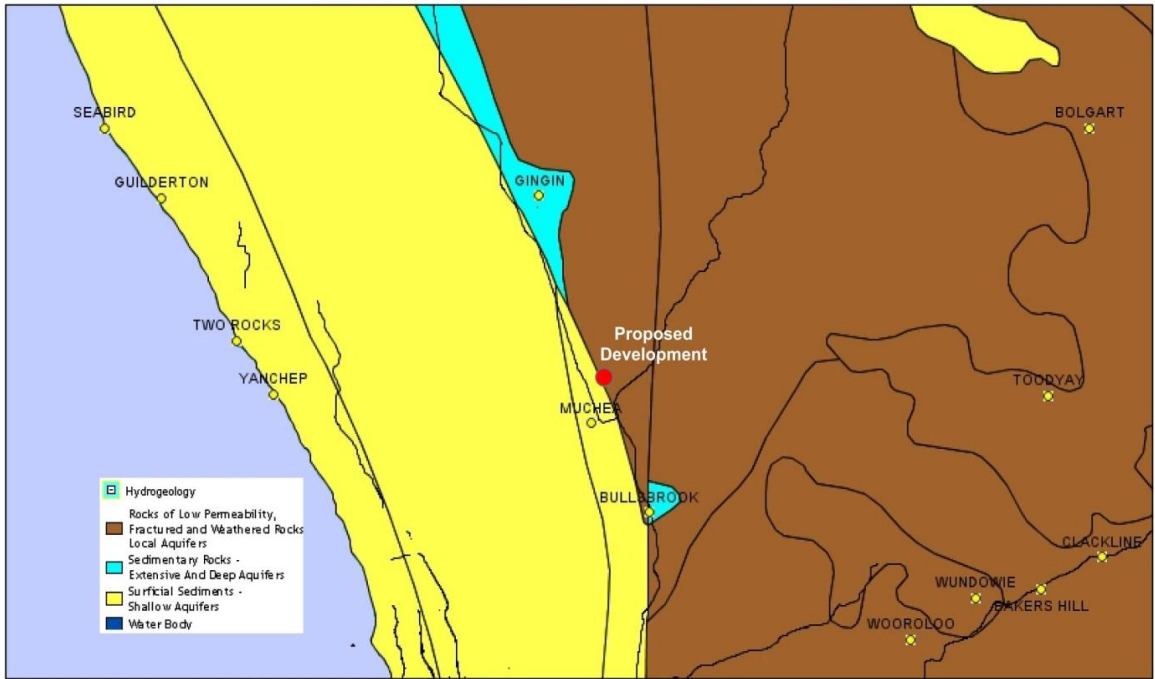 SEABIRD
BOLGART
GUILDERTON
GINGIN
TWO ROCKS
Proposed
Development
YANCHEP
TOODYAY
MUCHEA
BULLSBROOK
CLACKLINE
WUNDOWIE
BAKERS HILL
WOOROLOO
Hydrogeology
Rocks of Low Permeability,
Fractured and Weathered Rocks
Local Aquifers
Sedimentary Rocks -
Extensive And Deep Aquifers
Surficial Sediments -
Shallow Aquifers
Water Body